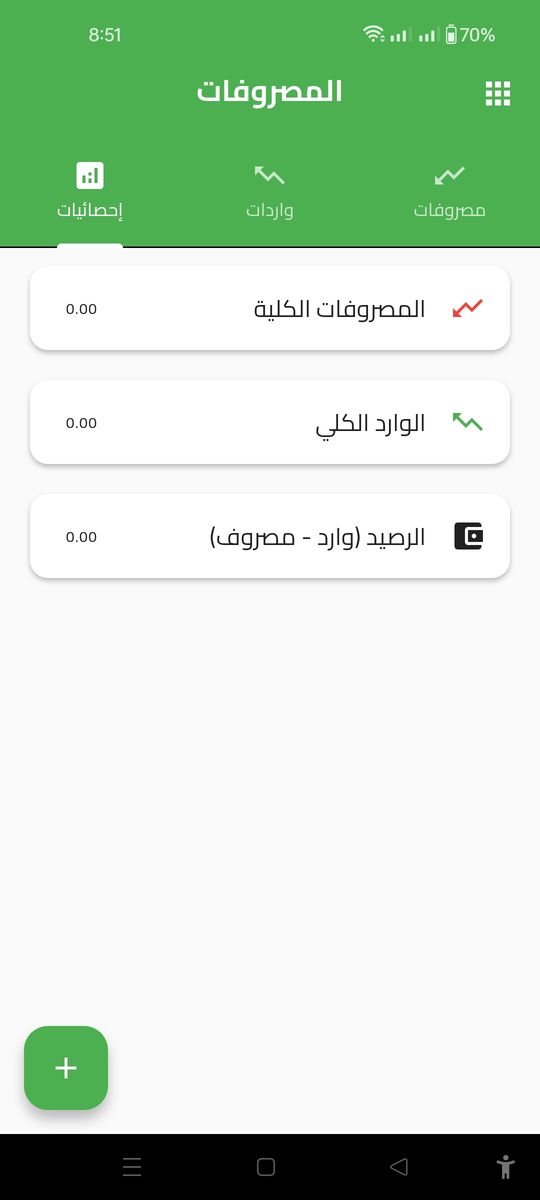 8:51
70%
المصروفات
مصروفات
واردات
إحصائيات
المصروفات الكلية
0.00
الوارد الكلي
0.00
الرصيد (وارد - مصروف)
0.00